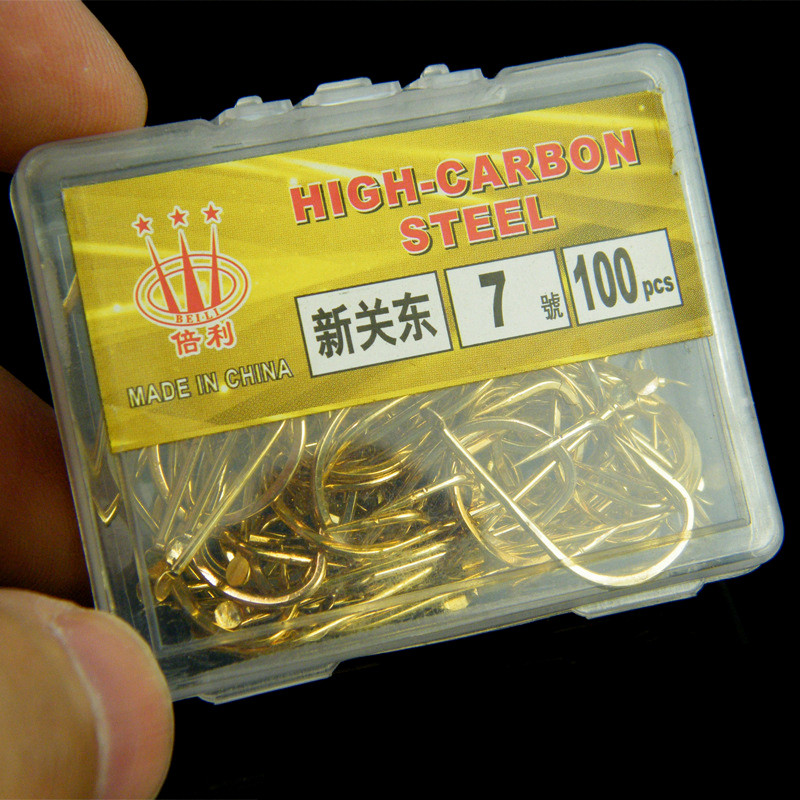 HIGH-CARBON
STEEL
新关东
7 號
100 pcs
BELLI
倍利
MADE IN CHINA